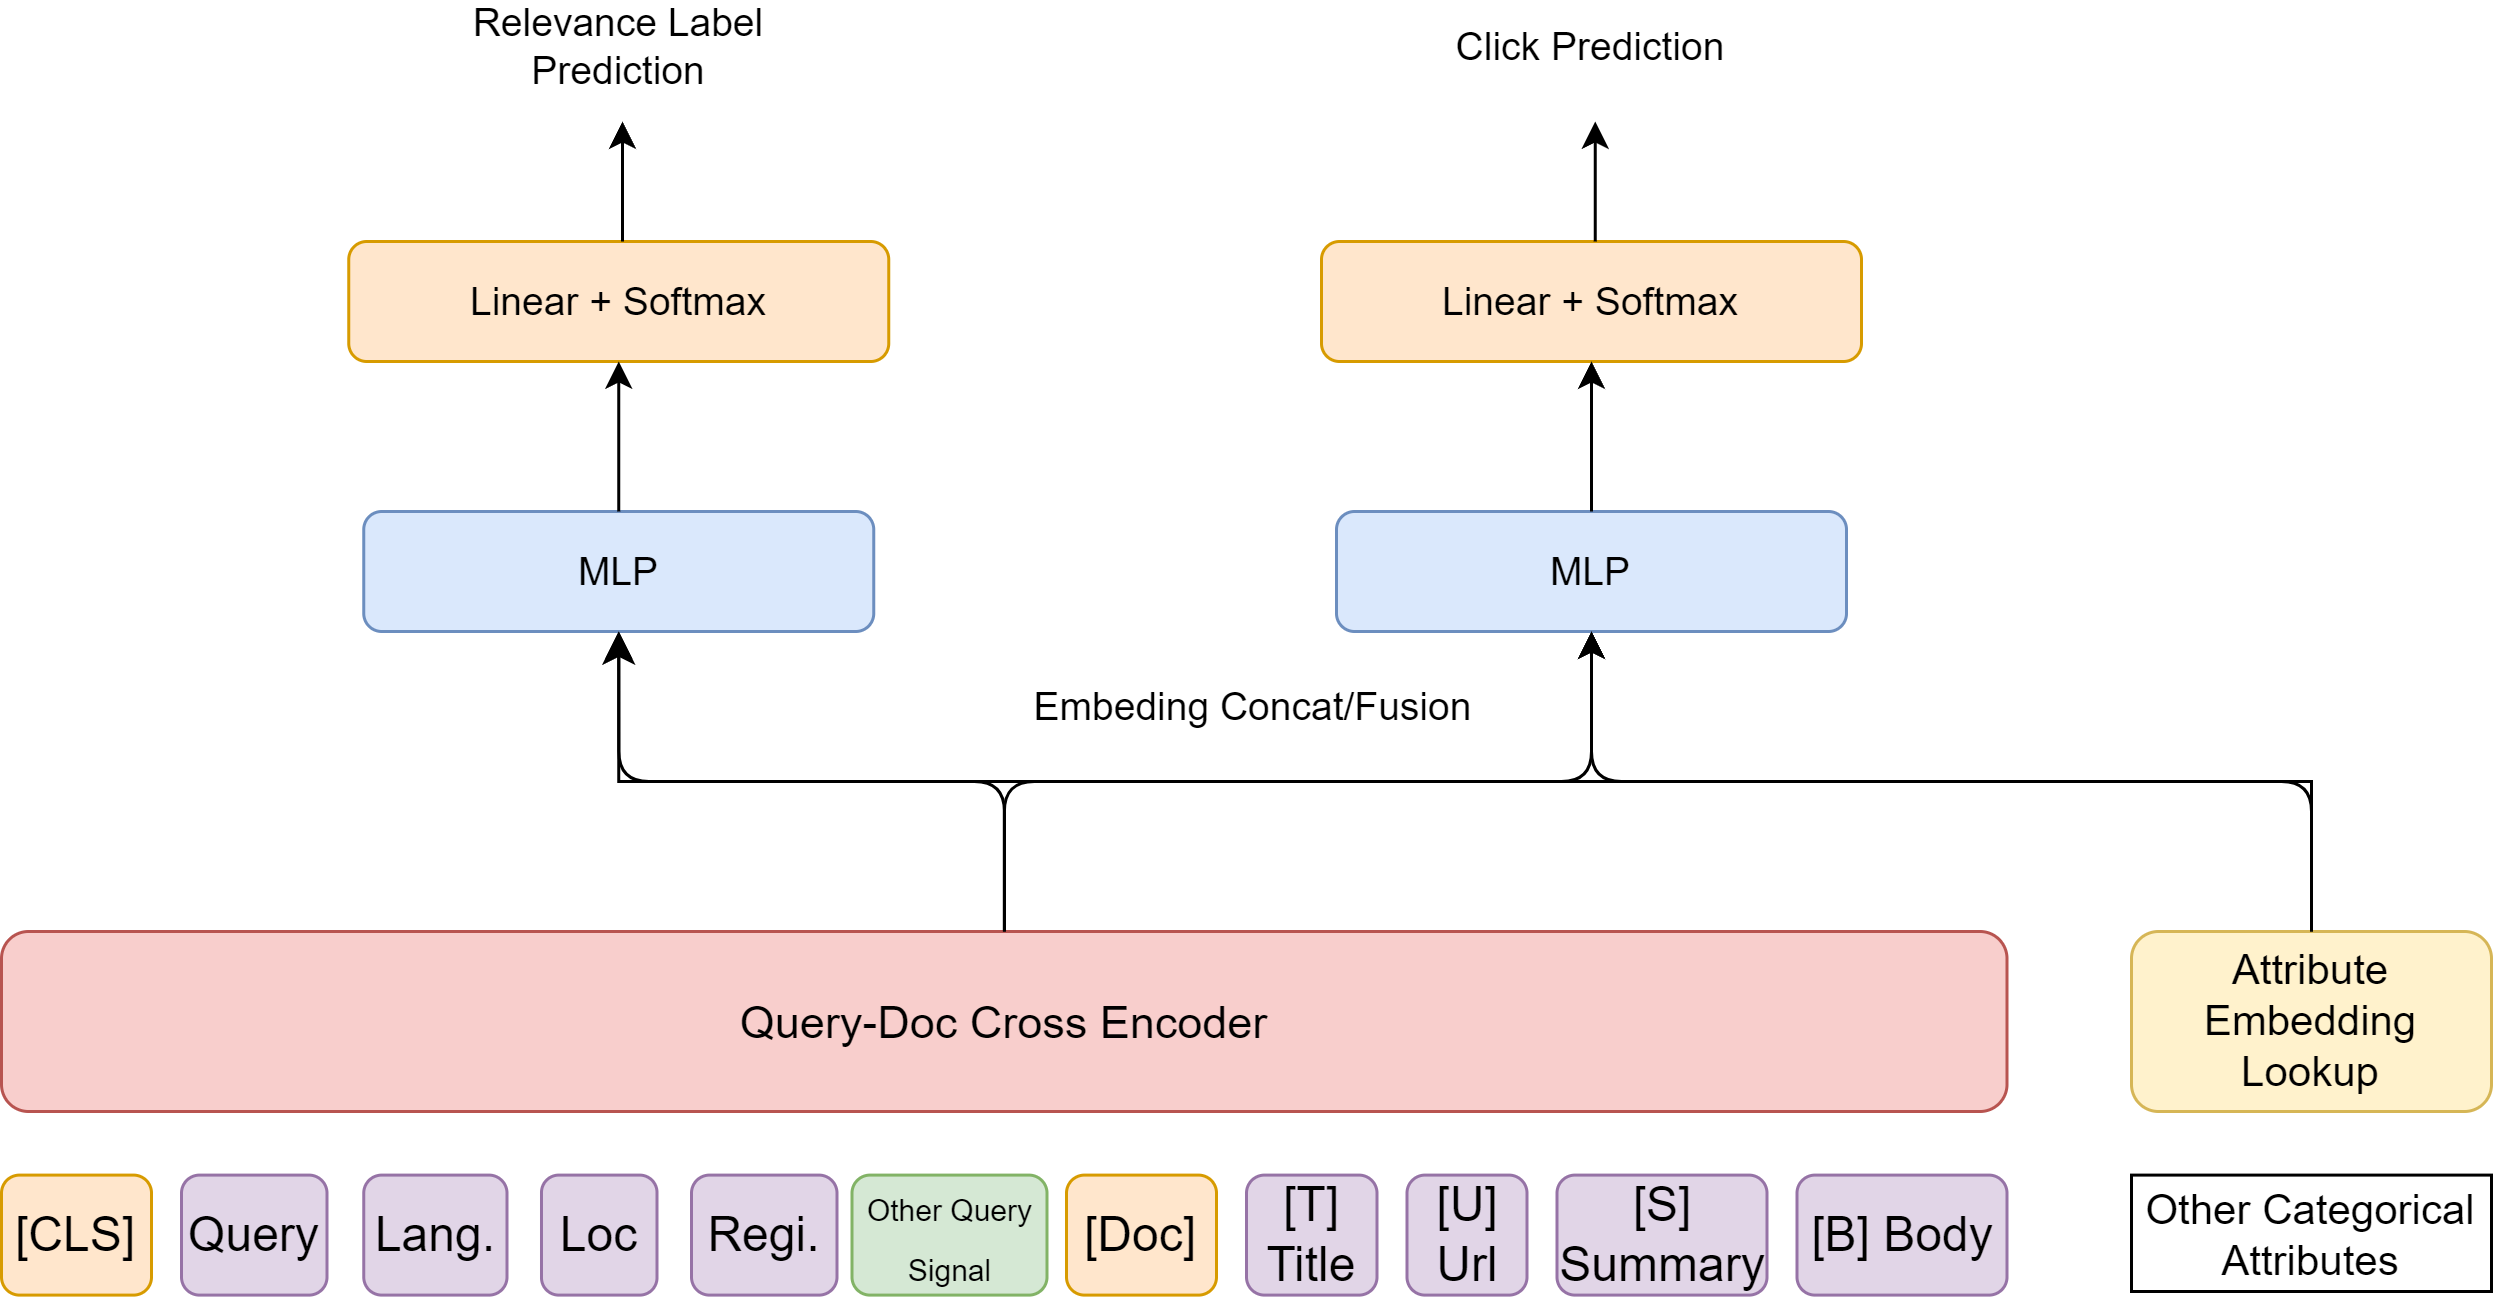 Relevance Label
Prediction
Click Prediction
Linear + Softmax
Linear + Softmax
MLP
MLP
Embeding Concat/Fusion
Query-Doc Cross Encoder
Attribute
Embedding
Lookup
[CLS]
Query
Lang.
Loc
Regi.
Other Query
Signal
[Doc]
[T]
Title
[U]
Url
[S]
Summary
[B] Body
Other Categorical
Attributes